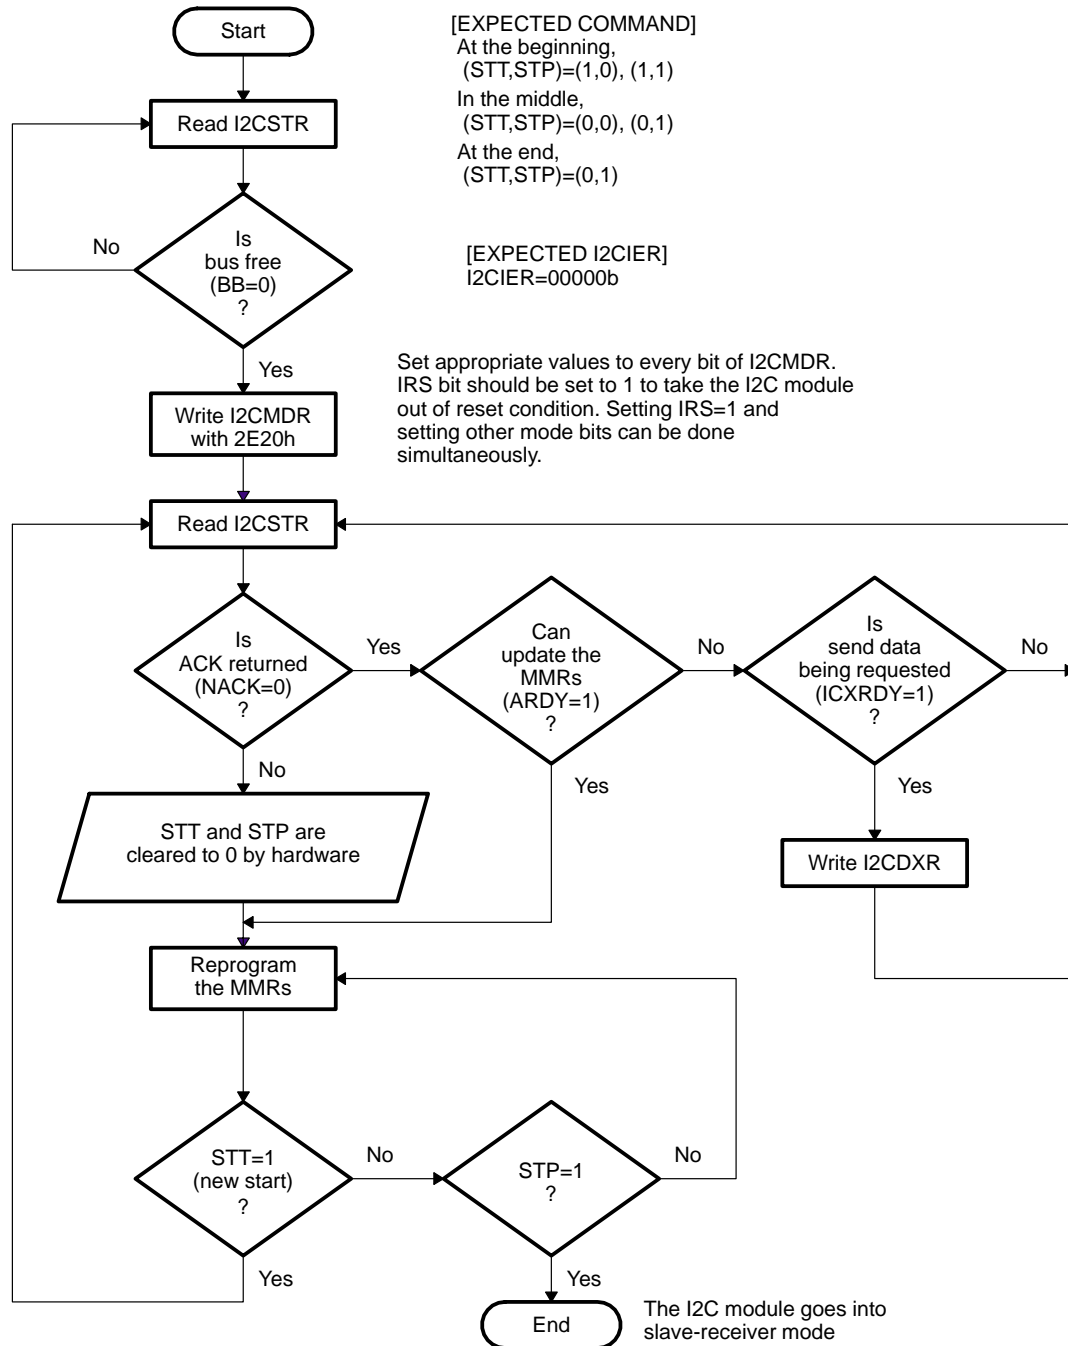 Start
[EXPECTED COMMAND]
At the beginning,
(STT,STP)=(1,0), (1,1)
In the middle,
(STT,STP)=(0,0), (0,1)
At the end,
(STT,STP)=(0,1)
Read I2CSTR
Is
bus free
(BB=0)
?
No
Yes
[EXPECTED I2CIER]
I2CIER=00000b
Set appropriate values to every bit of I2CMDR.
IRS bit should be set to 1 to take the I2C module
out of reset condition. Setting IRS=1 and
setting other mode bits can be done
simultaneously.
Write I2CMDR
with 2E20h
Read I2CSTR
Is
ACK returned
(NACK=0)
?
Yes
No
Can
update the
MMRs
(ARDY=1)
?
No
Yes
Is
send data
being requested
(ICXRDY=1)
?
No
Yes
STT and STP are
cleared to 0 by hardware
Write I2CDXR
Reprogram
the MMRs
STT=1
(new start)
?
No
Yes
STP=1
?
No
Yes
End
The I2C module goes into
slave-receiver mode